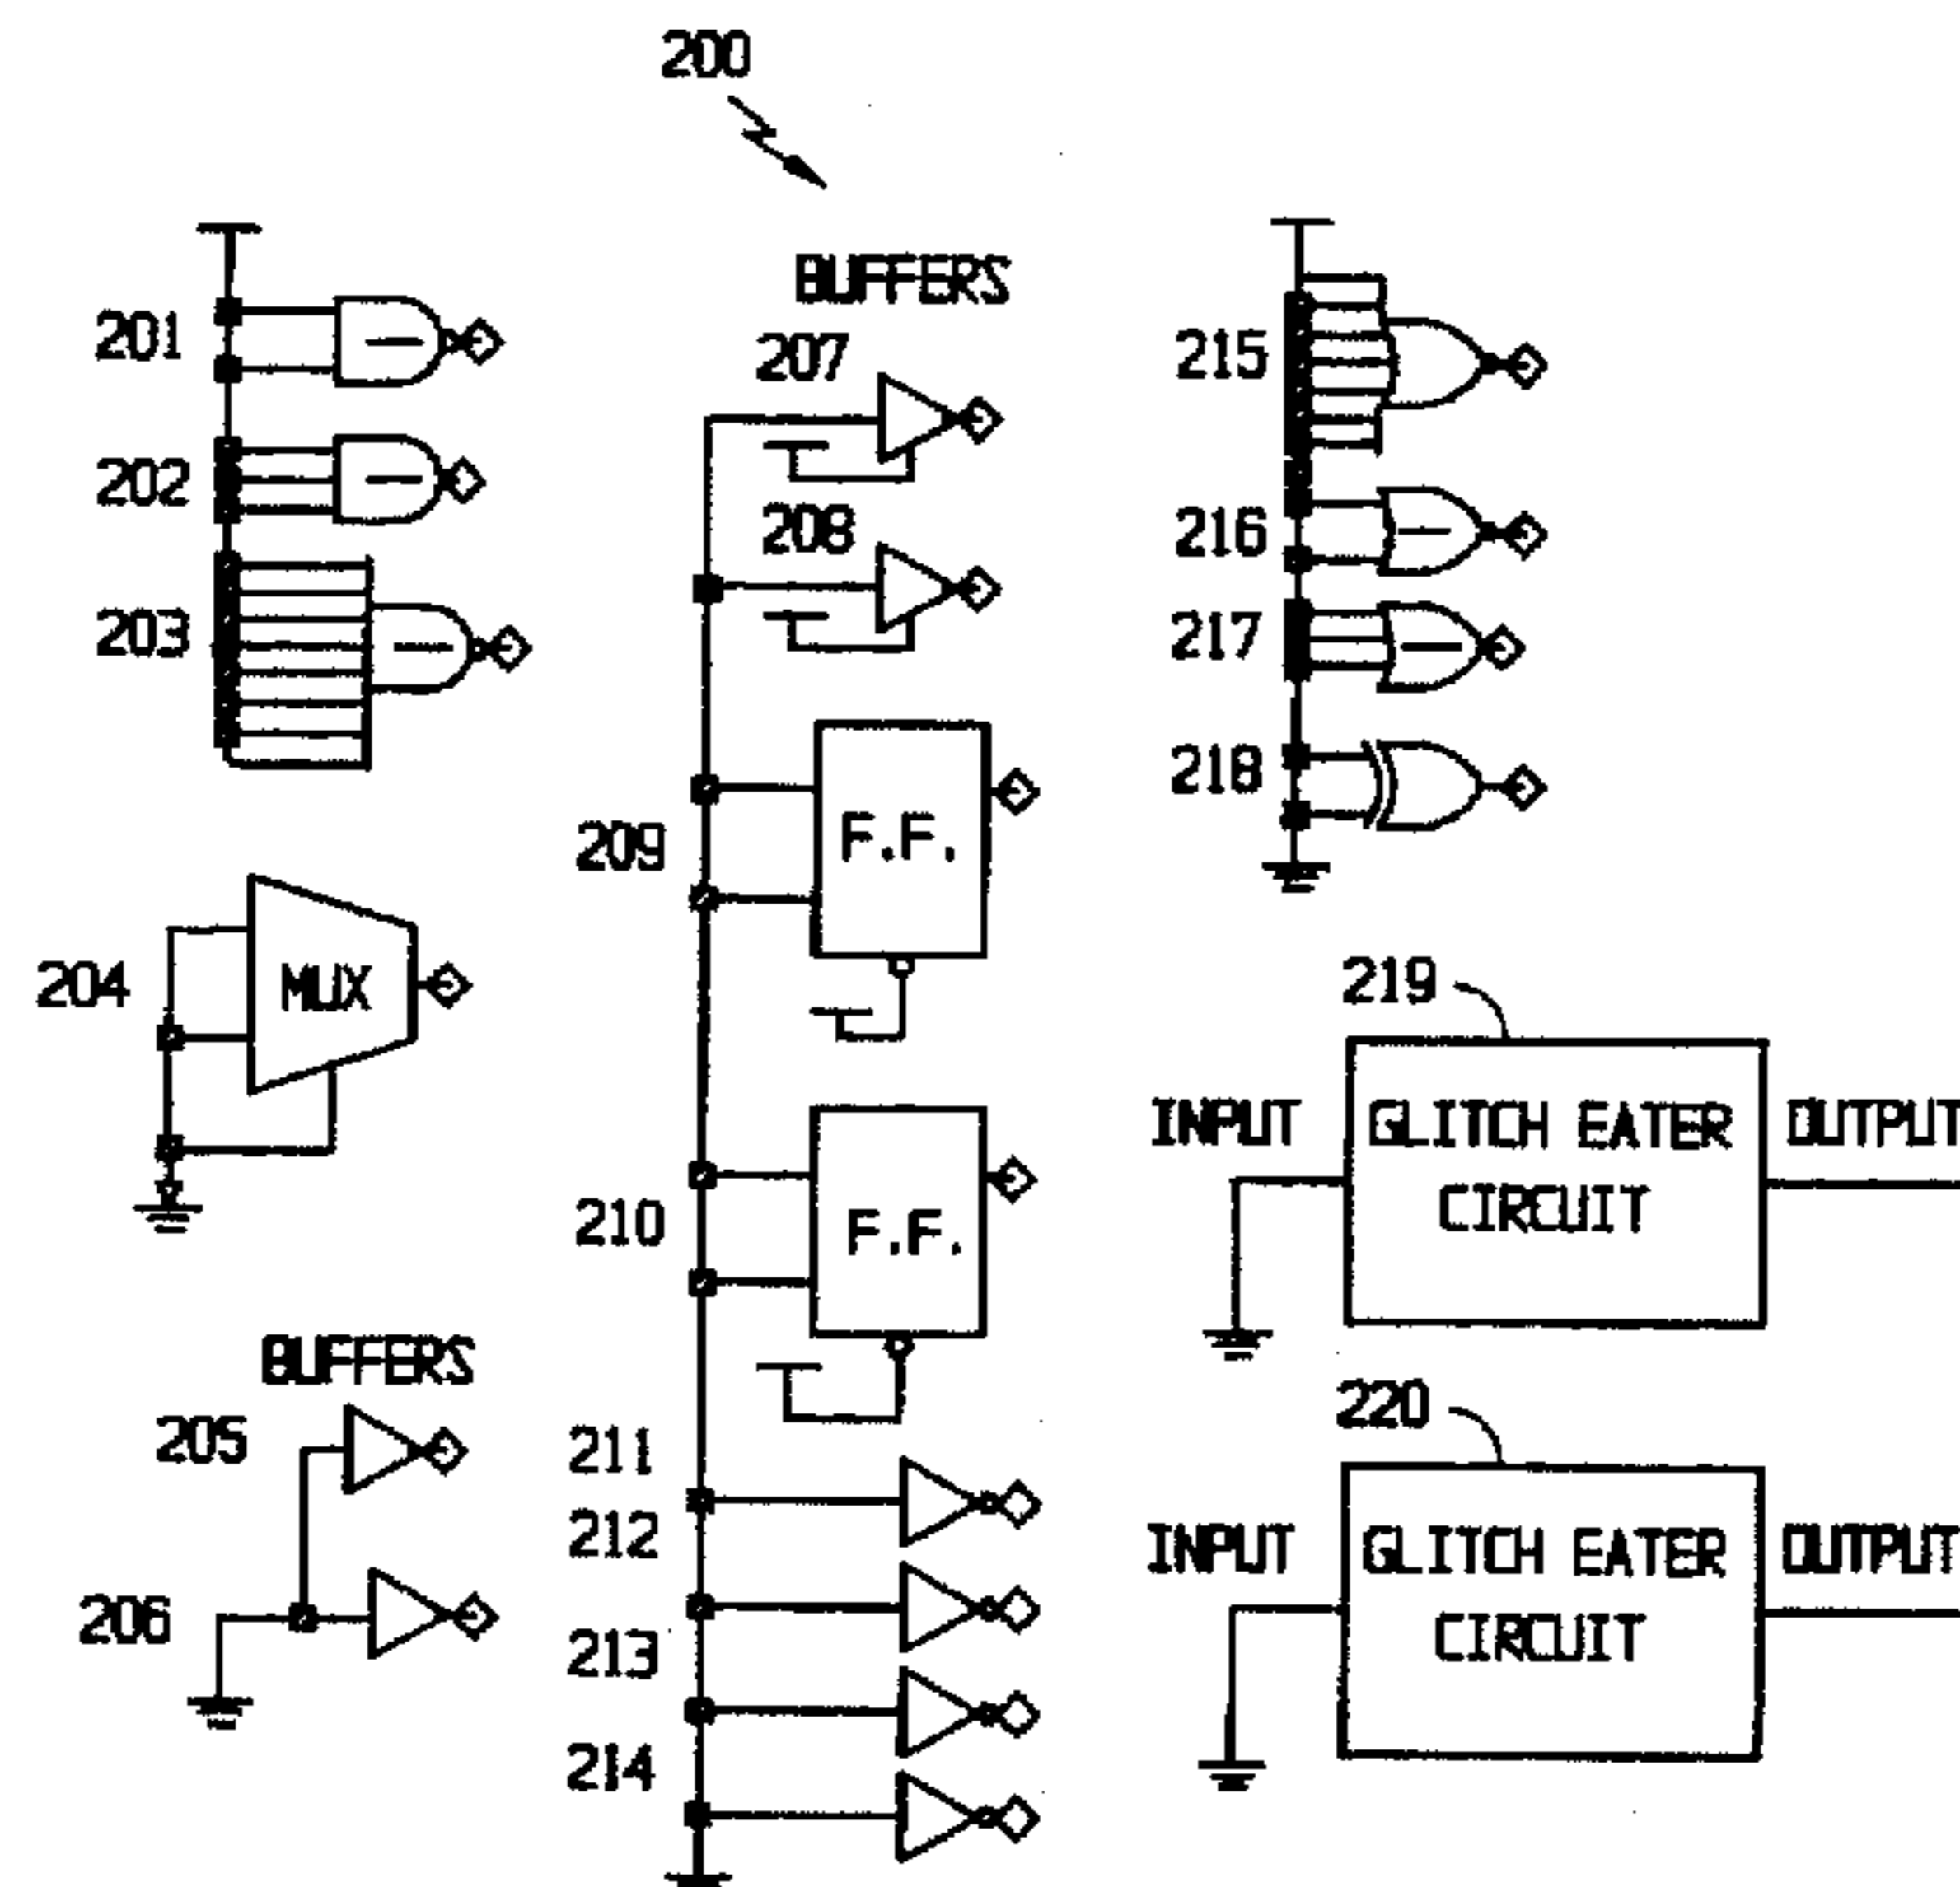 200
201
202
203
204
MUX
BUFFERS
205
206
BUFFERS
207
208
209
F.F.
210
F.F.
211
212
213
214
215
216
217
218
219
INPUT
GLITCH EATER
CIRCUIT
OUTPUT
220
INPUT
GLITCH EATER
CIRCUIT
OUTPUT